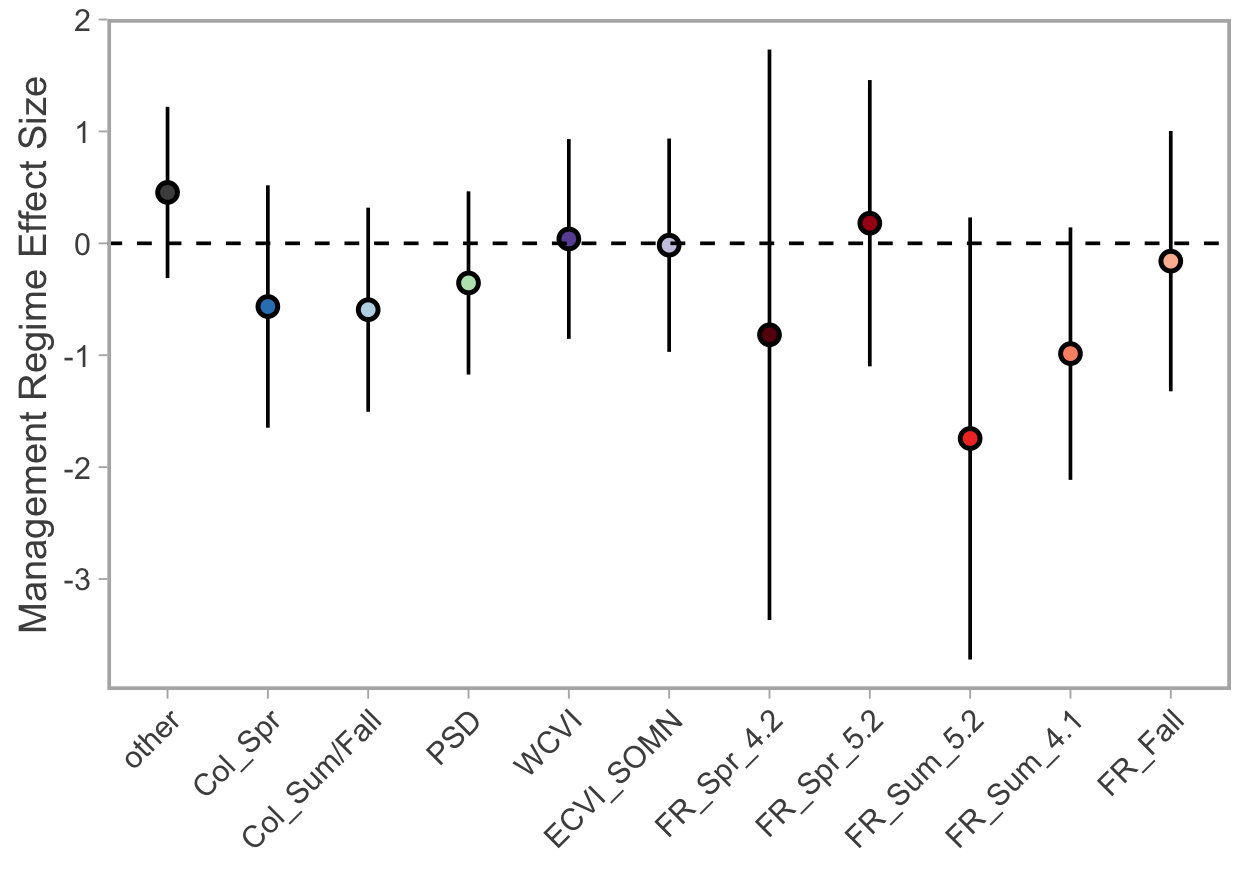 Management Regime Effect Size
2
1
0
-1
-2
-3
other
Col_Spr
Col_Sum/Fall
PSD
WCVI
ECVI_SOMN
FR_Spr_4.2
FR_Spr_5.2
FR_Sum_5.2
FR_Sum_4.1
FR_Fall